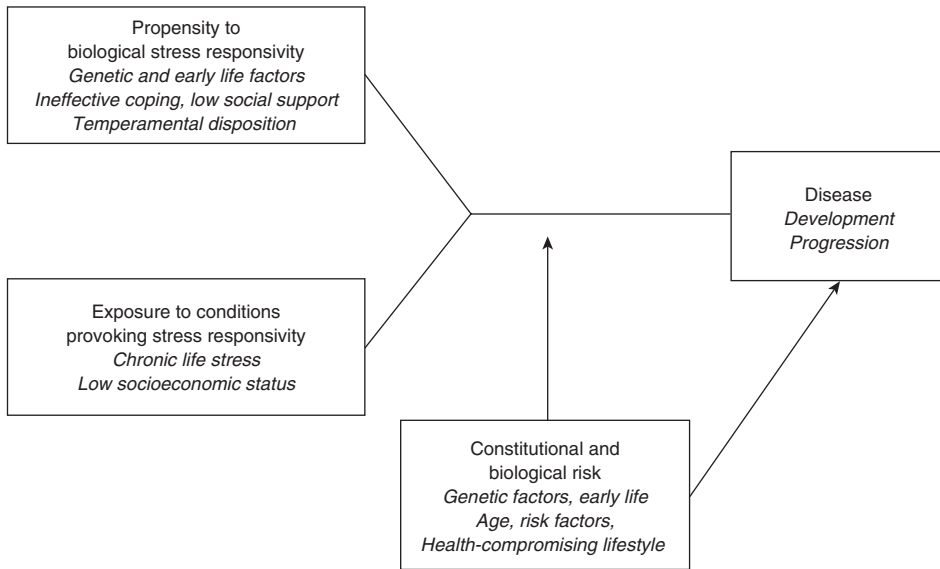 Propensity to
biological stress responsivity
Genetic and early life factors
Ineffective coping, low social support
Temperamental disposition
Disease
Development
Progression
Exposure to conditions
provoking stress responsivity
Chronic life stress
Low socioeconomic status
Constitutional and
biological risk
Genetic factors, early life
Age, risk factors,
Health-compromising lifestyle